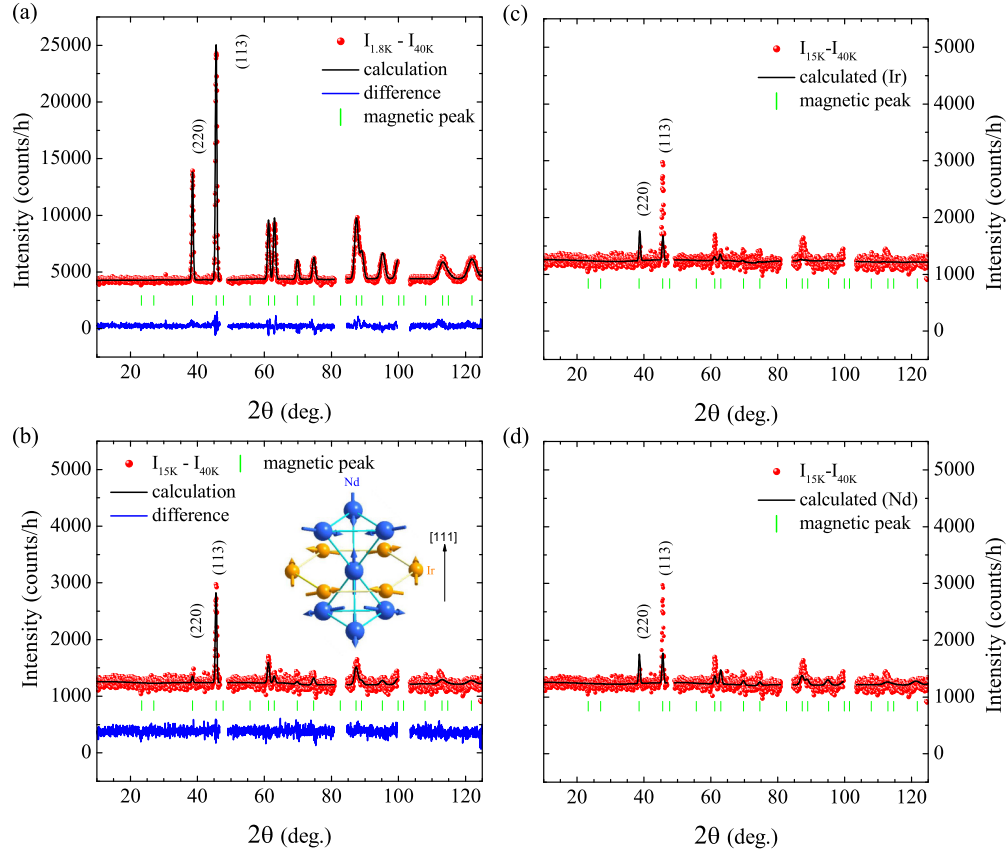 (a)
I1.8K - I40K
calculation
difference
magnetic peak
(220)
(113)
Intensity (counts/h)
25000
20000
15000
10000
5000
0
20 40 60 80 100 120
2θ (deg.)
(c)
I15K-I40K
calculated (Ir)
magnetic peak
(220)
(113)
5000
4000
3000
2000
1000
0
Intensity (counts/h)
20 40 60 80 100 120
2θ (deg.)
(b)
I15K - I40K magnetic peak
calculation
difference
Nd
[111]
Ir
(220)
(113)
Intensity (counts/h)
5000
4000
3000
2000
1000
0
20 40 60 80 100 120
2θ (deg.)
(d)
I15K-I40K
calculated (Nd)
magnetic peak
(220)
(113)
5000
4000
3000
2000
1000
0
Intensity (counts/h)
20 40 60 80 100 120
2θ (deg.)